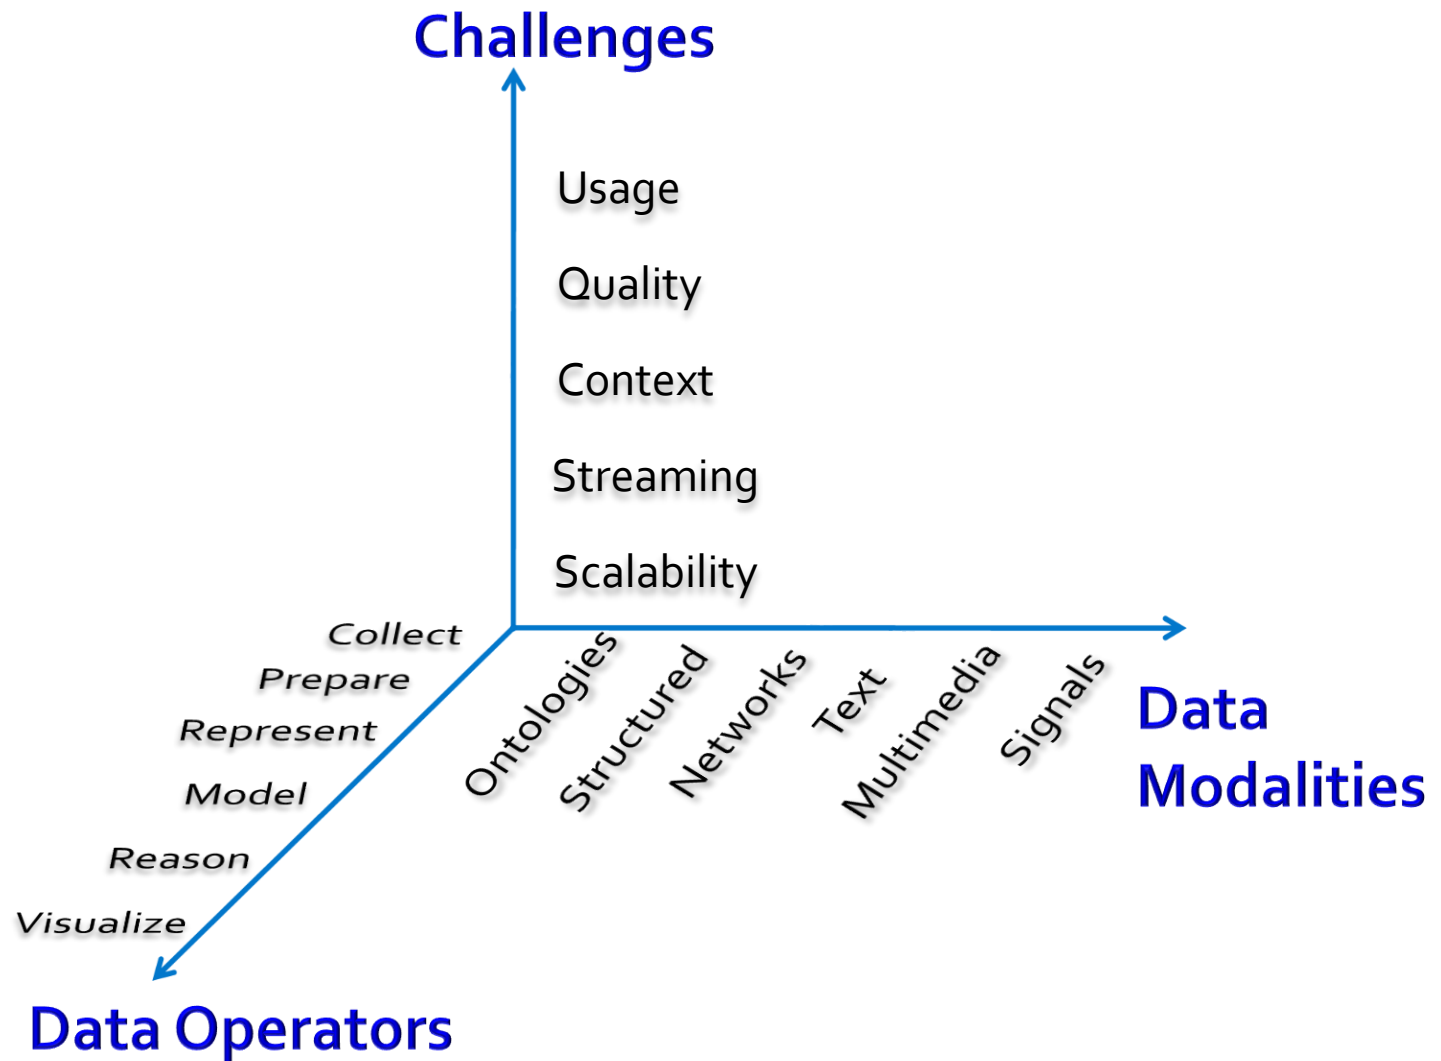 Challenges
Usage
Quality
Context
Streaming
Scalability
Collect
Prepare
Represent
Model
Reason
Visualize
Data Operators
Ontologies
Structured
Networks
Text
Multimedia
Signals
Data
Modalities